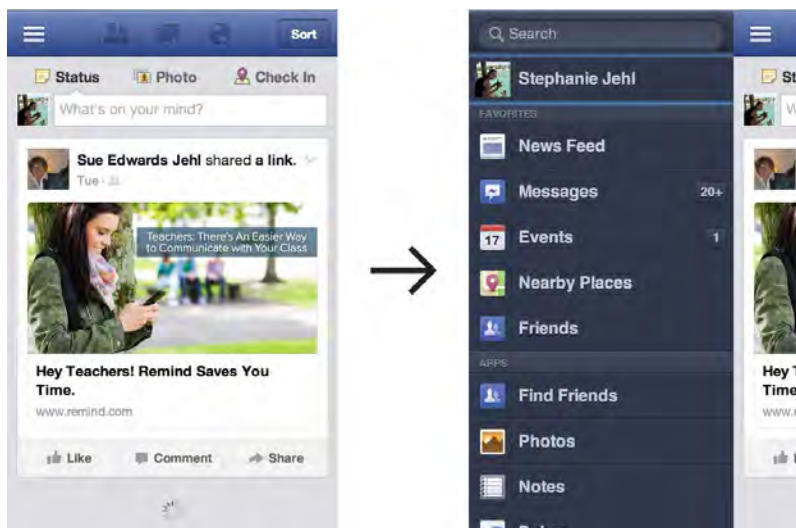 Sort
Status Photo Check In
What's on your mind?
Sue Edwards Jehl shared a link.
Tue
Teachers: There's An Easier Way
to Communicate with Your Class
Hey Teachers! Remind Saves You
Time.
www.remind.com
Like Comment Share
Search
Stephanie Jehl
FAVORITES
News Feed
Messages 20+
17 Events 1
Nearby Places
Friends
APPS
Find Friends
Photos
Notes
St
W
Hey T
Time
www.r